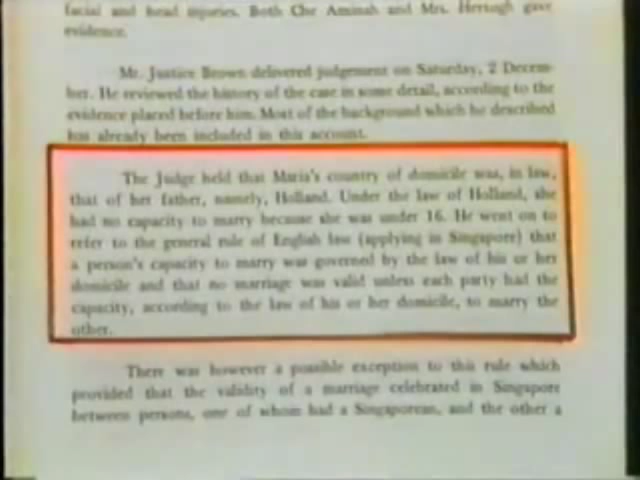 facial and head injuries. Both Che Aminah and Mrs. Hertogh gave
evidence.
Mr. Justice Brown delivered judgement on Saturday, 2 Decem-
ber. He reviewed the history of the case in some detail, according to the
evidence placed before him. Most of the background which he described
has already been included in this account.
The Judge held that Maria's country of domicile was, in law,
that of her father, namely, Holland. Under the law of Holland, she
had no capacity to marry because she was under 16. He went on to
refer to the general rule of English law (applying in Singapore) that
a person's capacity to marry was governed by the law of his or her
domicile and that no marriage was valid unless each party had the
capacity, according to the law of his or her domicile, to marry the
other.
There was however a possible exception to this rule which
provided that the validity of a marriage celebrated in Singapore
between persons, one of whom had a Singaporean, and the other a